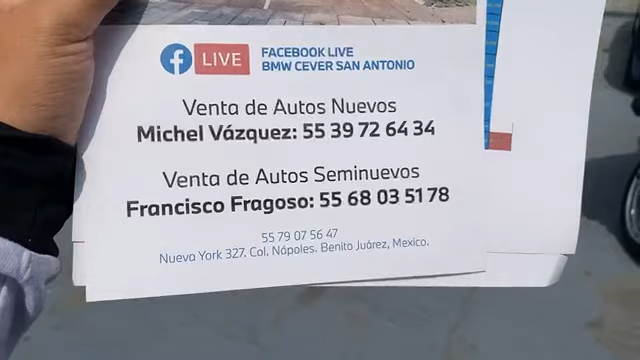 LIVE
FACEBOOK LIVE
BMW CEVER SAN ANTONIO
Venta de Autos Nuevos
Michel Vázquez: 55 39 72 64 34
Venta de Autos Seminuevos
Francisco Fragoso: 55 68 03 51 78
55 79 07 56 47
Nueva York 327. Col. Nápoles. Benito Juárez, Mexico.